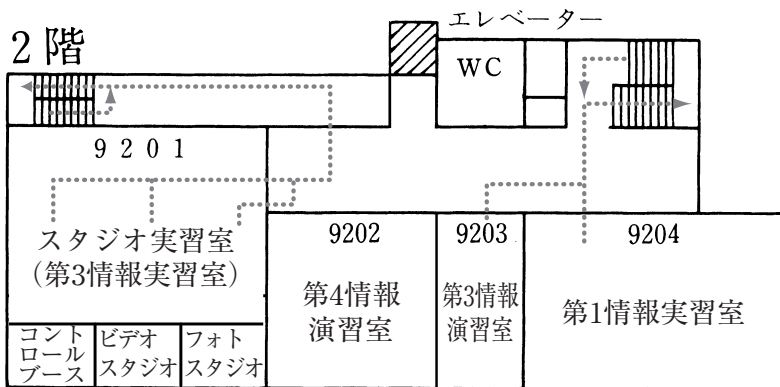 エレベーター
2階
WC
9201
スタジオ実習室
(第3情報実習室)
コント
ロール
ブース
ビデオ
スタジオ
フォト
スタジオ
9202
第4情報
演習室
9203
第3情報
演習室
9204
第1情報実習室